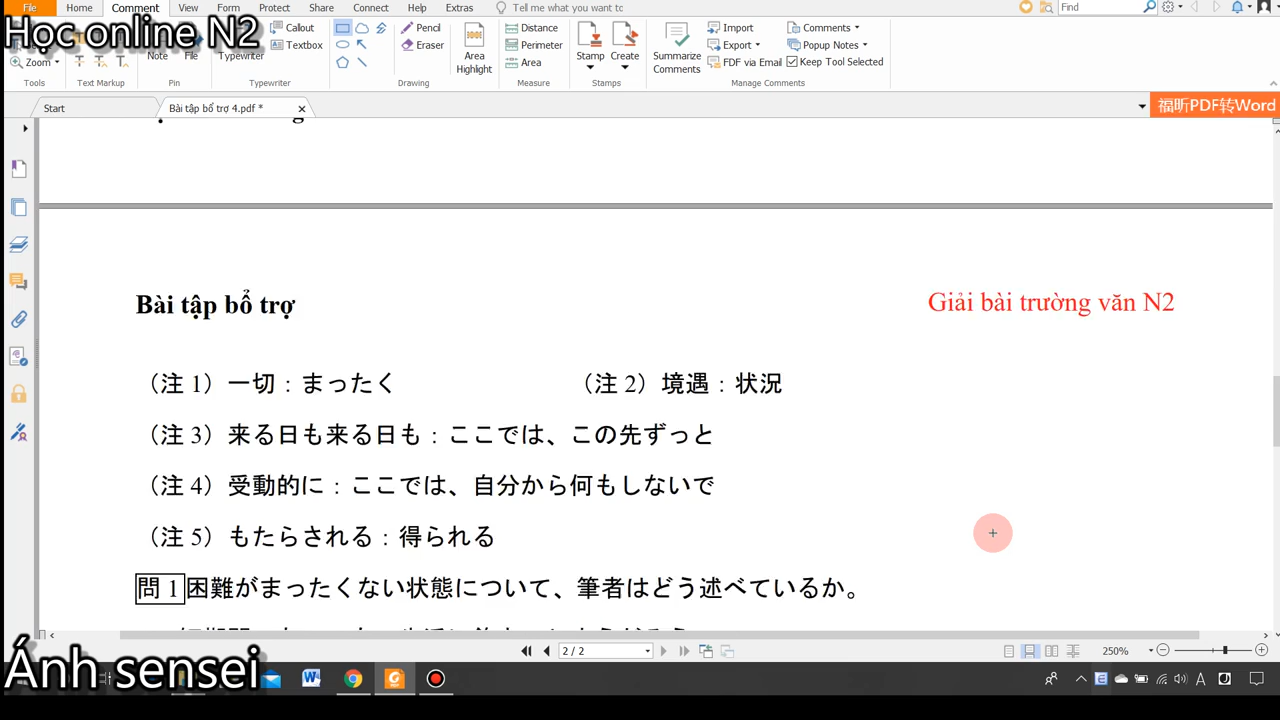 File Home Comment View Form Protect Share Connect Help Extras Tell me what you want tc Find
Học online N2
Callout Pencil Distance Import Comments
Textbox Eraser Perimeter Export Popup Notes
Zoom Note File Typewriter Area Highlight Area Stamp Create Summarize Comments FDF via Email Keep Tool Selected
Tools Text Markup Pin Typewriter Drawing Measure Stamps Manage Comments
Start Bài tập bổ trợ 4.pdf * 福昕PDF转Word
Bài tập bổ trợ Giải bài trường văn N2
（注 1）一切：まったく （注 2）境遇：状況
（注 3）来る日も来る日も：ここでは、この先ずっと
（注 4）受動的に：ここでは、自分から何もしないで
（注 5）もたらされる：得られる
問 1 困難がまったくない状態について、筆者はどう述べているか。
2 / 2 250%
Ánh sensei